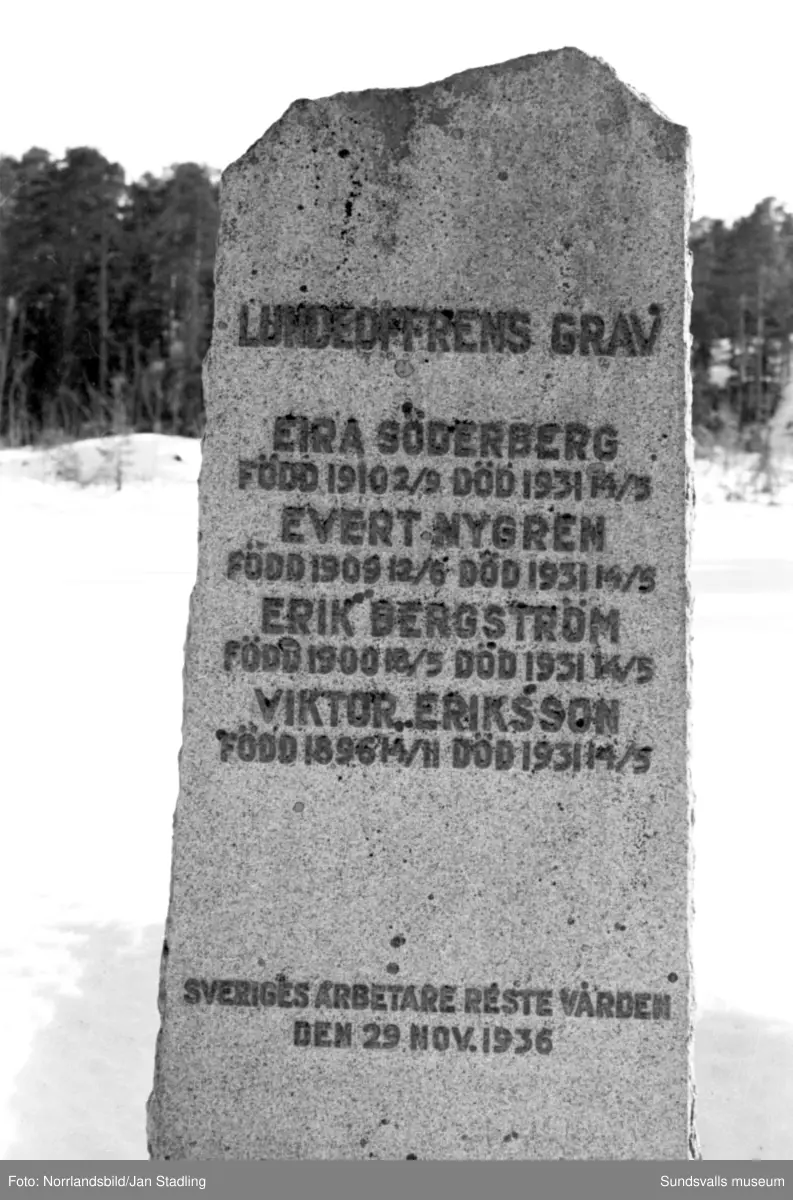 LUNDEOFFRENS GRAV
EIRA SÖDERBERG
FÖDD 1910 2/9 DÖD 1931 14/5
EVERT NYGREN
FÖDD 1909 12/6 DÖD 1931 14/5
ERIK BERGSTRÖM
FÖDD 1900 18/5 DÖD 1931 14/5
VIKTOR ERIKSSON
FÖDD 1896 14/11 DÖD 1931 14/5
SVERIGES ARBETARE RESTE VÅRDEN
DEN 29 NOV. 1936
Foto: Norrlandsbild/Jan Stadling
Sundsvalls museum